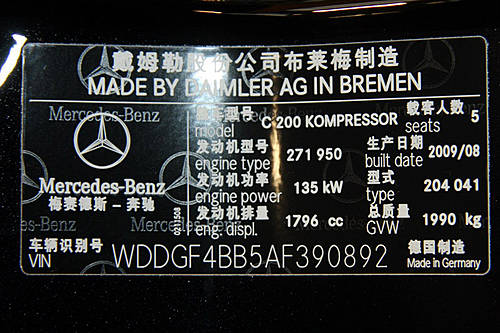 戴姆勒股份公司布莱梅制造
MADE BY DAIMLER AG IN BREMEN
Mercedes-Benz
Mercedes-Benz
梅赛德斯－奔驰
型号
model
C 200 KOMPRESSOR
载客人数
seats
5
发动机型号
engine type
271 950
生产日期
built date
2009/08
发动机功率
engine power
135 kW
型式
type
204 041
发动机排量
eng. displ.
1796 cc
总质量
GVW
1990 kg
车辆识别号
VIN
WDDGF4BB5AF390892
德国制造
Made in Germany